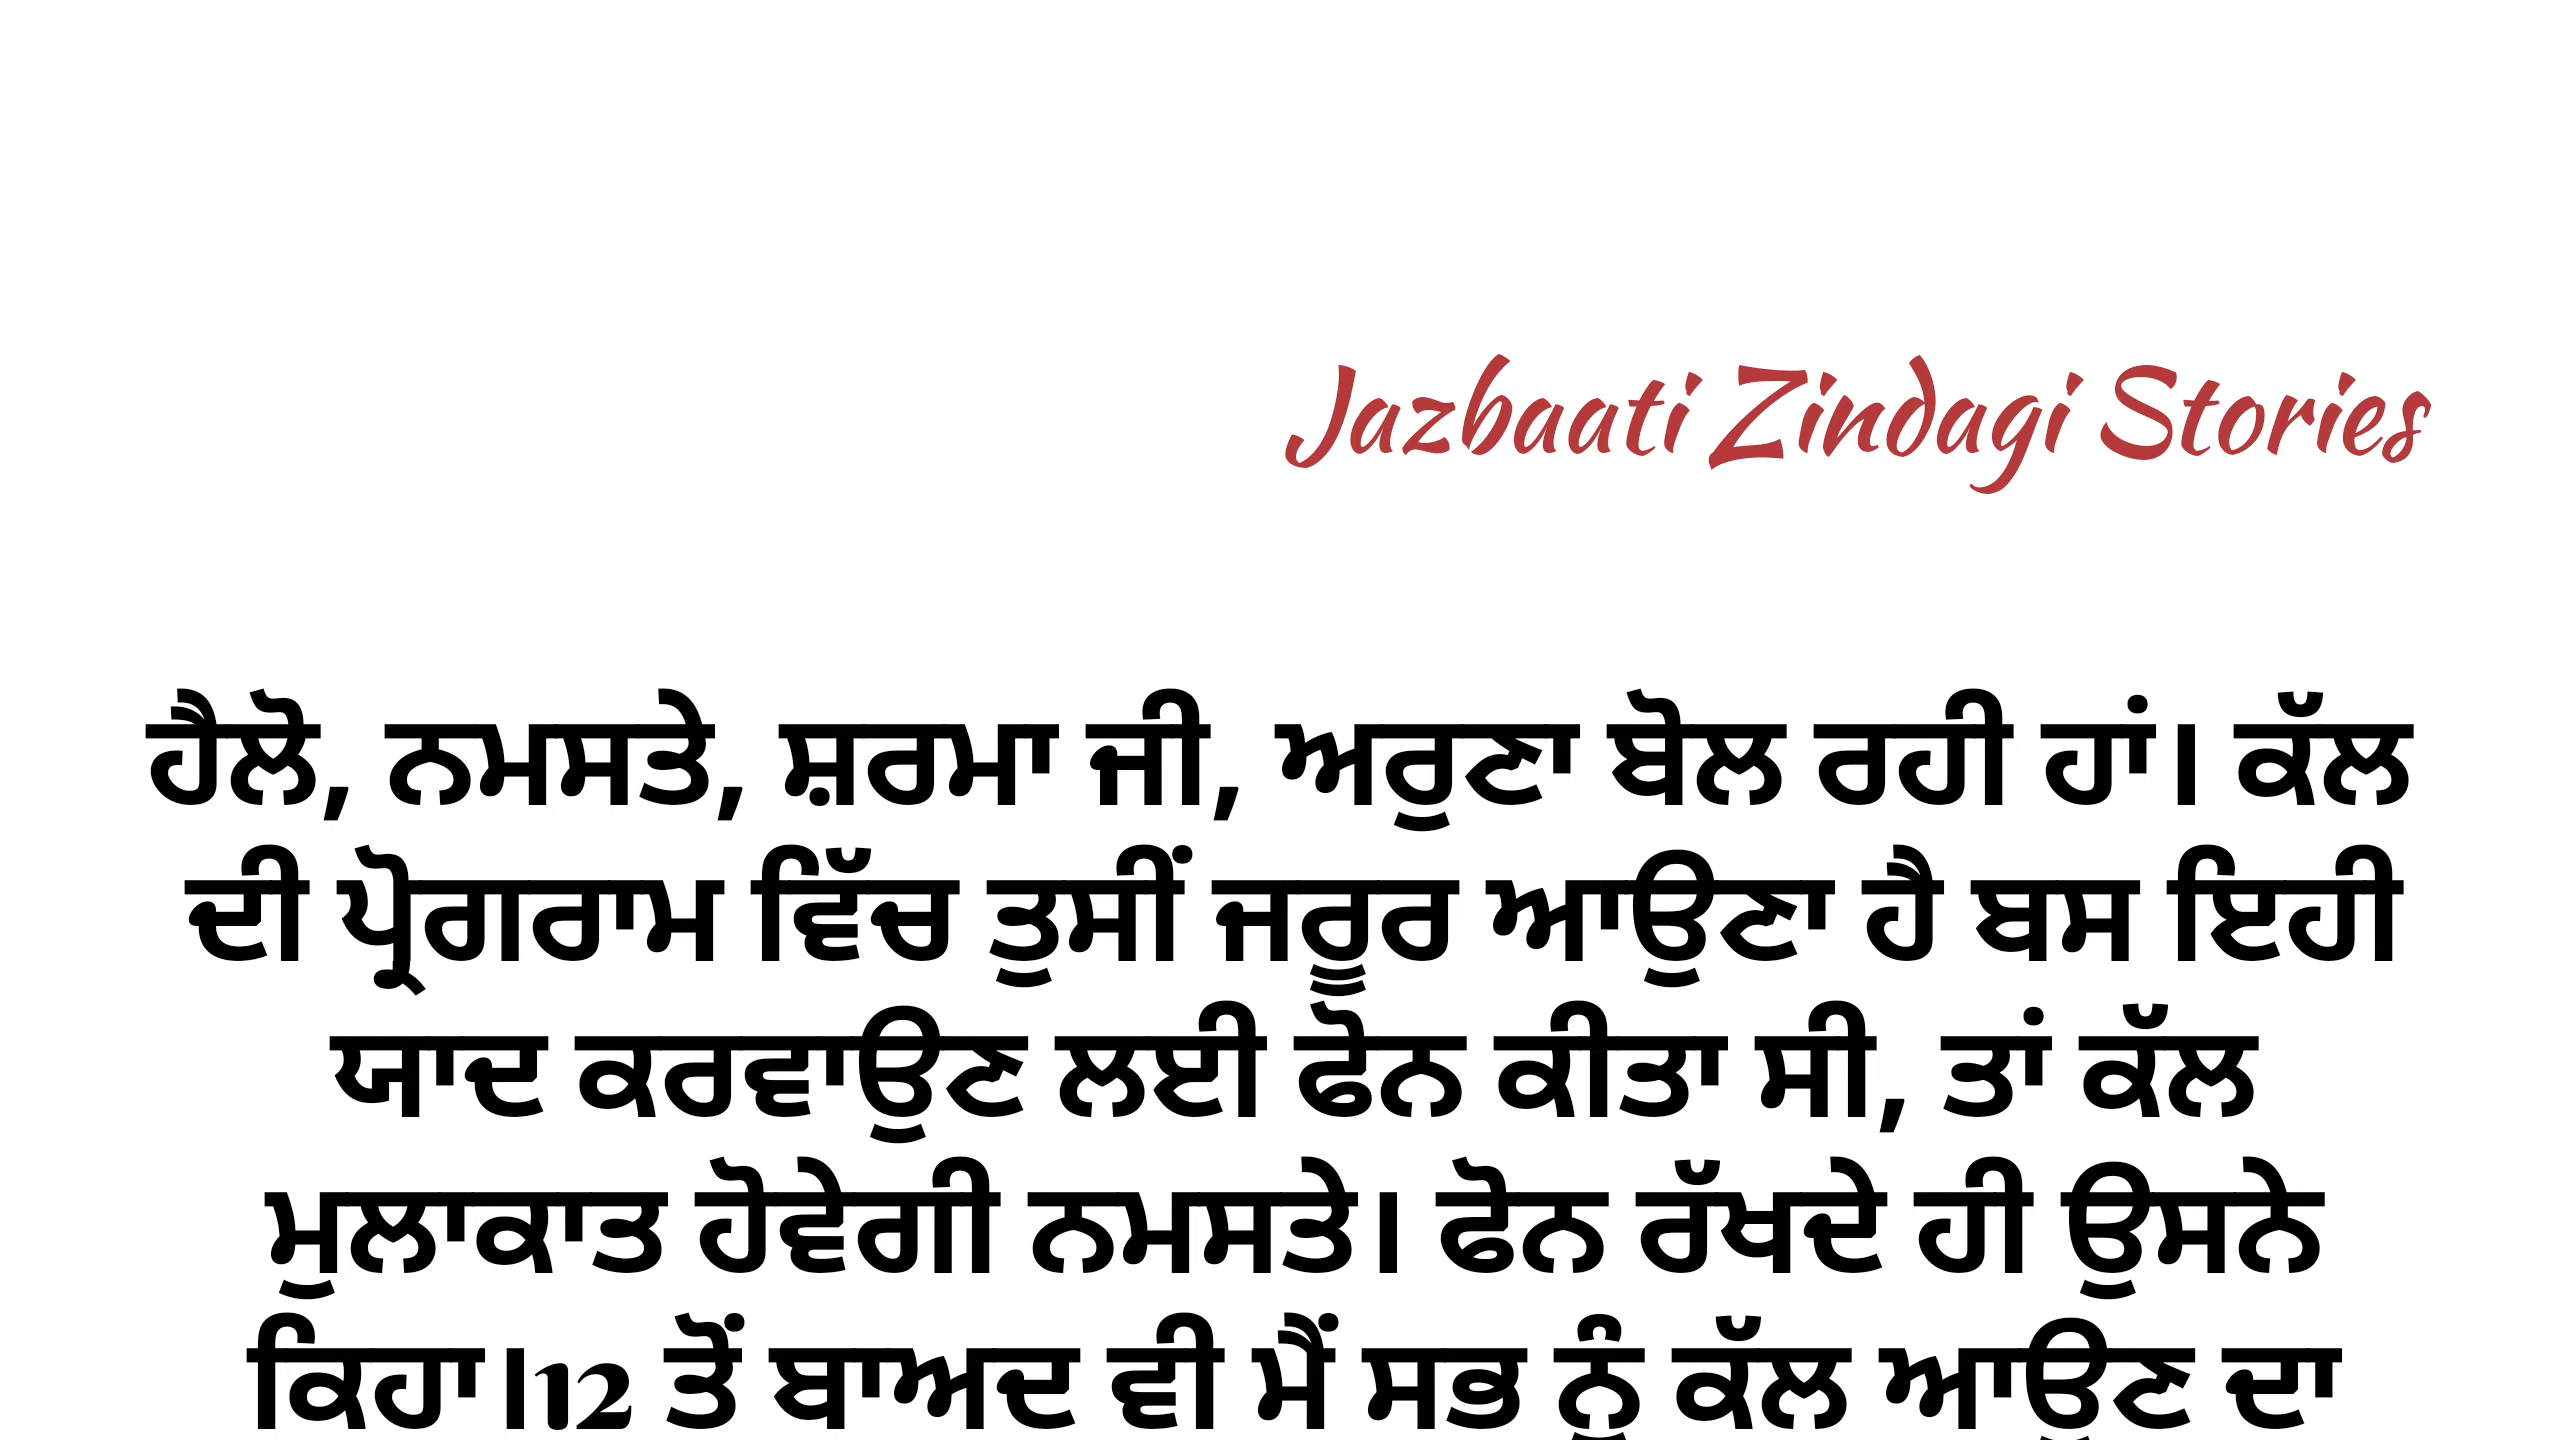 Jazbaati Zindagi Stories
ਹੈਲੋ, ਨਮਸਤੇ, ਸ਼ਰਮਾ ਜੀ, ਅਰੁਣਾ ਬੋਲ ਰਹੀ ਹਾਂ। ਕੱਲ
ਦੀ ਪ੍ਰੋਗਰਾਮ ਵਿੱਚ ਤੁਸੀਂ ਜਰੂਰ ਆਉਣਾ ਹੈ ਬਸ ਇਹੀ
ਯਾਦ ਕਰਵਾਉਣ ਲਈ ਫੋਨ ਕੀਤਾ ਸੀ, ਤਾਂ ਕੱਲ
ਮੁਲਾਕਾਤ ਹੋਵੇਗੀ ਨਮਸਤੇ। ਫੋਨ ਰੱਖਦੇ ਹੀ ਉਸਨੇ
ਕਿਹਾ।12 ਤੋਂ ਬਾਅਦ ਵੀ ਮੈਂ ਸਭ ਨੂੰ ਕੱਲ ਆਉਣ ਦਾ